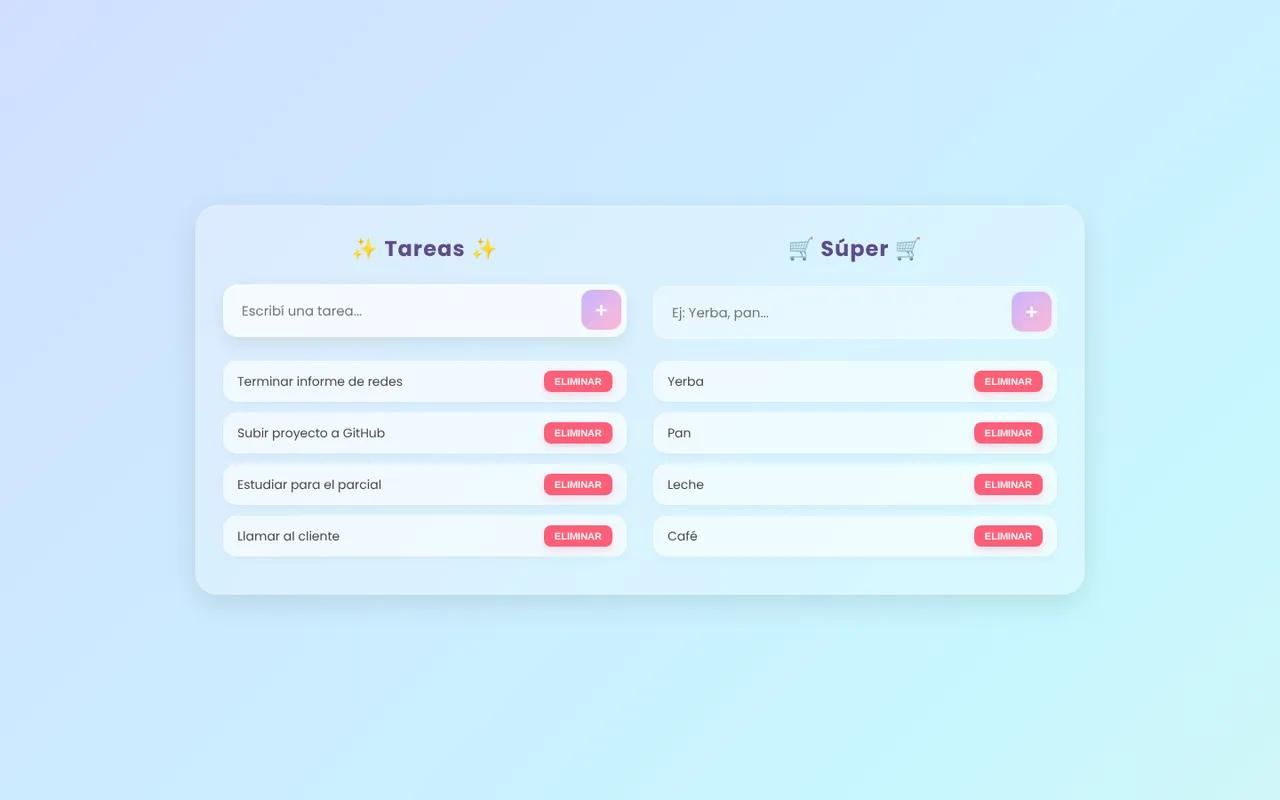 ✨ Tareas ✨
Escribí una tarea...
+
Terminar informe de redes
ELIMINAR
Subir proyecto a GitHub
ELIMINAR
Estudiar para el parcial
ELIMINAR
Llamar al cliente
ELIMINAR
🛒 Súper 🛒
Ej: Yerba, pan...
+
Yerba
ELIMINAR
Pan
ELIMINAR
Leche
ELIMINAR
Café
ELIMINAR